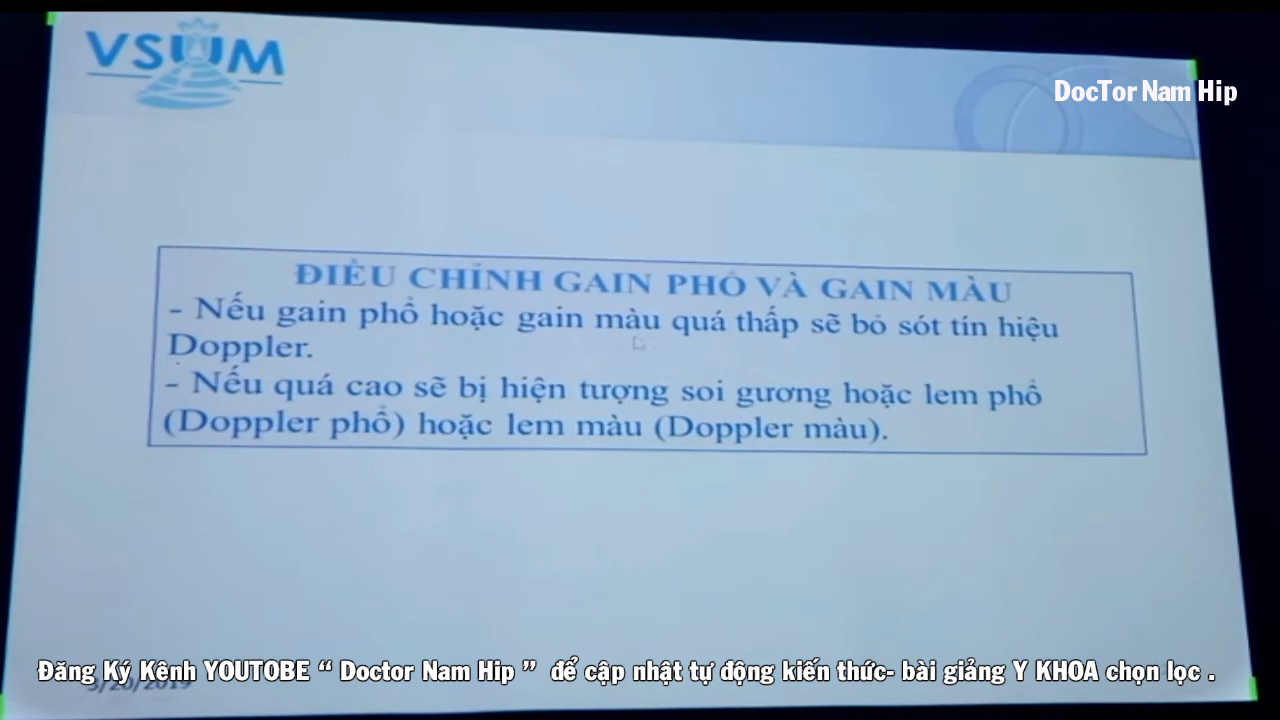 VSUM
DocTor Nam Hip
ĐIỀU CHỈNH GAIN PHỔ VÀ GAIN MÀU
- Nếu gain phổ hoặc gain màu quá thấp sẽ bỏ sót tín hiệu
Doppler.
- Nếu quá cao sẽ bị hiện tượng soi gương hoặc lem phổ
(Doppler phổ) hoặc lem màu (Doppler màu).
Đăng Ký Kênh YOUTOBE “ Doctor Nam Hip ” để cập nhật tự động kiến thức- bài giảng Y KHOA chọn lọc .